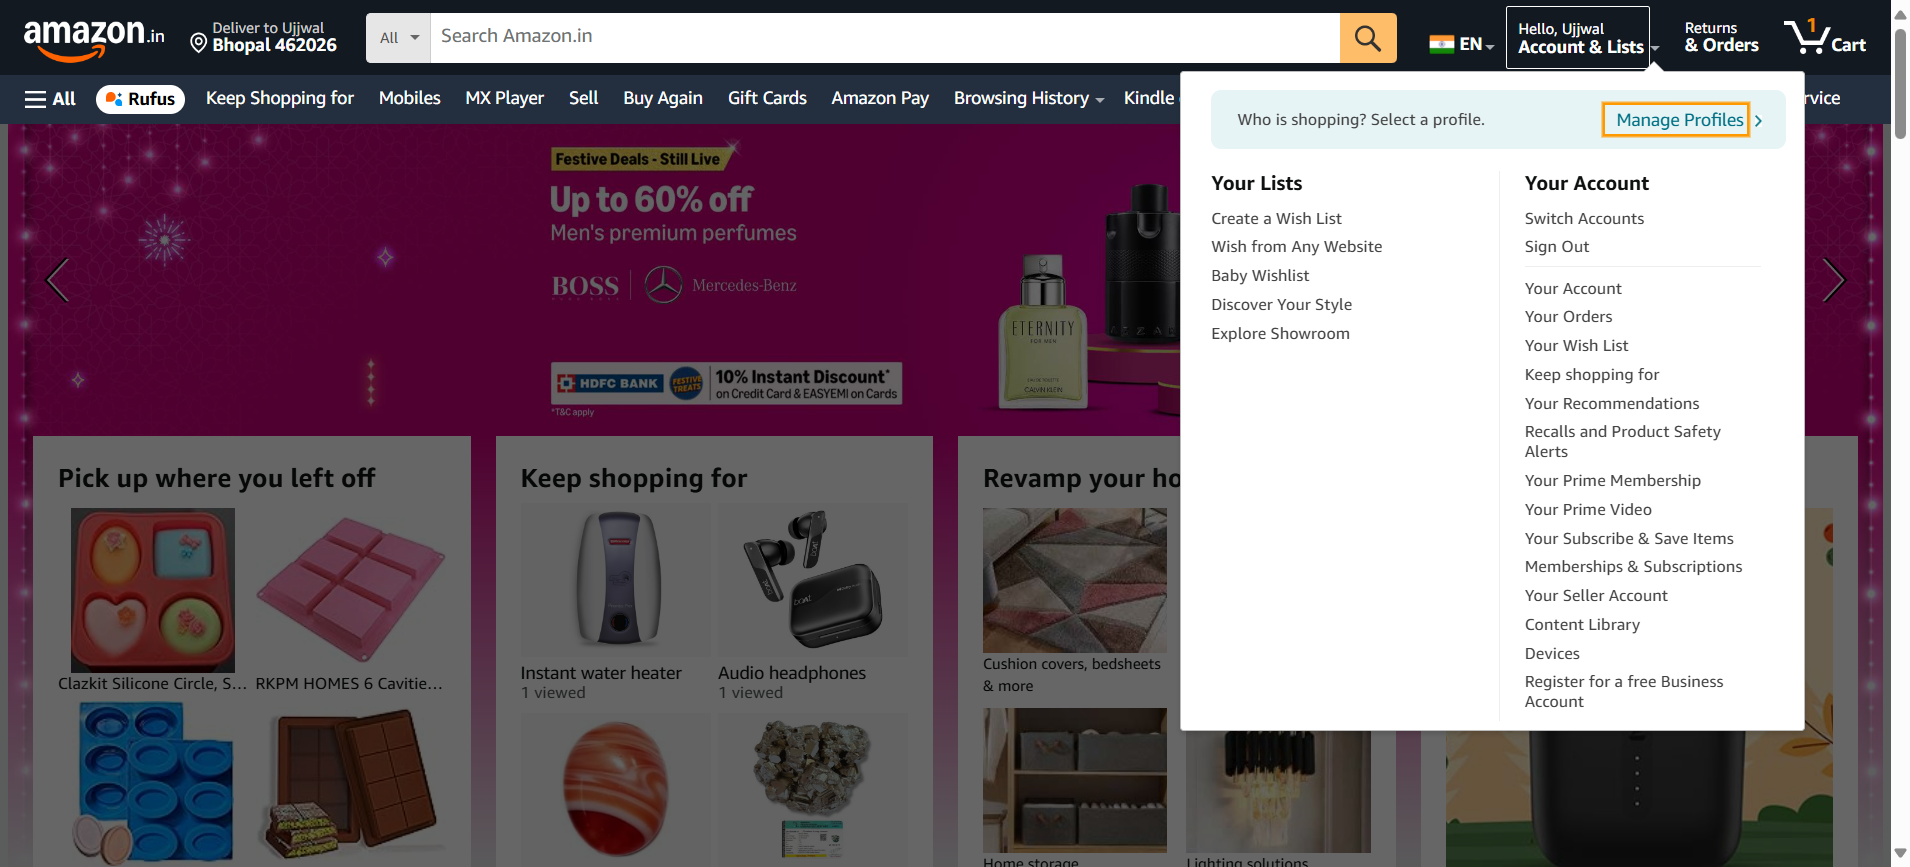 amazon.in
Deliver to Ujjwal
Bhopal 462026
All
Search Amazon.in
EN
Hello, Ujjwal
Account & Lists
Returns
& Orders
1
Cart
All
Rufus
Keep Shopping for
Mobiles
MX Player
Sell
Buy Again
Gift Cards
Amazon Pay
Browsing History
Kindle
rvice
Who is shopping? Select a profile.
Manage Profiles
Your Lists
Create a Wish List
Wish from Any Website
Baby Wishlist
Discover Your Style
Explore Showroom
Your Account
Switch Accounts
Sign Out
Your Account
Your Orders
Your Wish List
Keep shopping for
Your Recommendations
Recalls and Product Safety
Alerts
Your Prime Membership
Your Prime Video
Your Subscribe & Save Items
Memberships & Subscriptions
Your Seller Account
Content Library
Devices
Register for a free Business
Account
Festive Deals - Still Live
Up to 60% off
Men's premium perfumes
BOSS
Mercedes-Benz
HDFC BANK
FESTIVE
TREATS
10% Instant Discount*
on Credit Card & EASYEMI on Cards
*T&C apply
ETERNITY
FOR MEN
CALVIN KLEIN
Pick up where you left off
Clazkit Silicone Circle, S...
RKPM HOMES 6 Cavitie...
Keep shopping for
Instant water heater
1 viewed
Audio headphones
1 viewed
boAt
Revamp your ho
Cushion covers, bedsheets
& more
Home storage
Lighting solutions